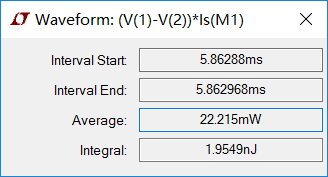 Waveform: (V(1)-V(2))*Is(M1)
Interval Start: 5.86288ms
Interval End: 5.862968ms
Average: 22.215mW
Integral: 1.9549nJ